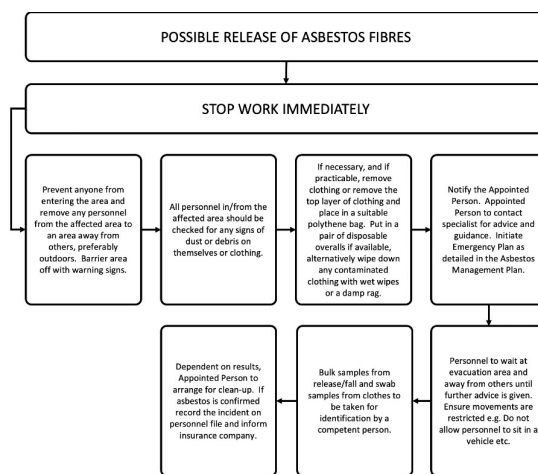 POSSIBLE RELEASE OF ASBESTOS FIBRES
STOP WORK IMMEDIATELY
Prevent anyone from
entering the area and
remove any personnel
from the affected area to
an area away from
others, preferably
outdoors. Barrier area
off with warning signs.
All personnel in/from the
affected area should be
checked for any signs of
dust or debris on
themselves or clothing.
If necessary, and if
practicable, remove
clothing or remove the
top layer of clothing and
place in a suitable
polythene bag. Put in a
pair of disposable
overalls if available,
alternatively wipe down
any contaminated
clothing with wet wipes
or a damp rag.
Notify the Appointed
Person. Appointed
Person to contact
specialist for advice and
guidance. Initiate
Emergency Plan as
detailed in the Asbestos
Management Plan.
Personnel to wait at
evacuation area and
away from others until
further advice is given.
Ensure movements are
restricted e.g. Do not
allow personnel to sit in a
vehicle etc.
Bulk samples from
release/fall and swab
samples from clothes to
be taken for
identification by a
competent person.
Dependent on results,
Appointed Person to
arrange for clean-up. If
asbestos is confirmed
record the incident on
personnel file and inform
insurance company.